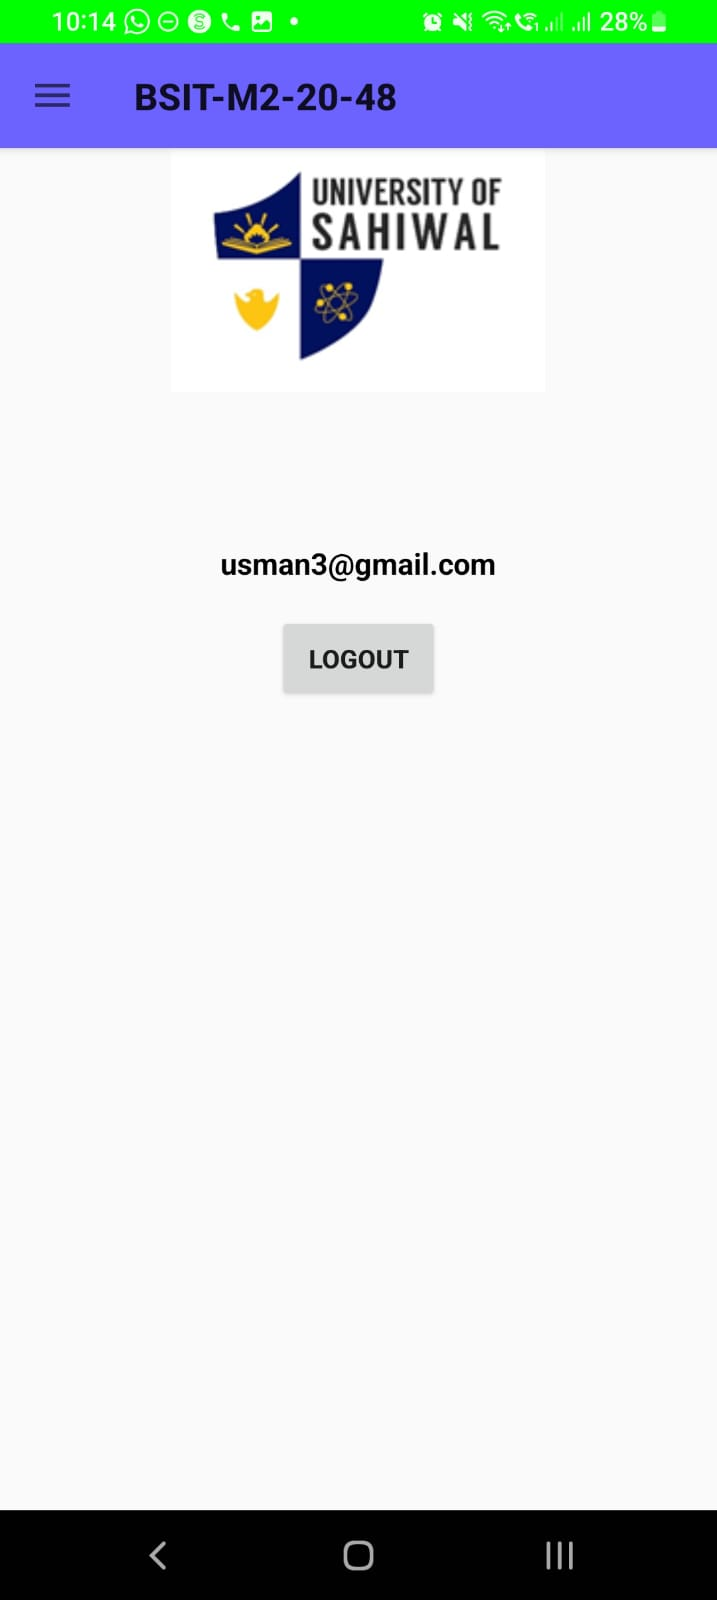 10:14 28%
BSIT-M2-20-48
UNIVERSITY OF
SAHIWAL
usman3@gmail.com
LOGOUT